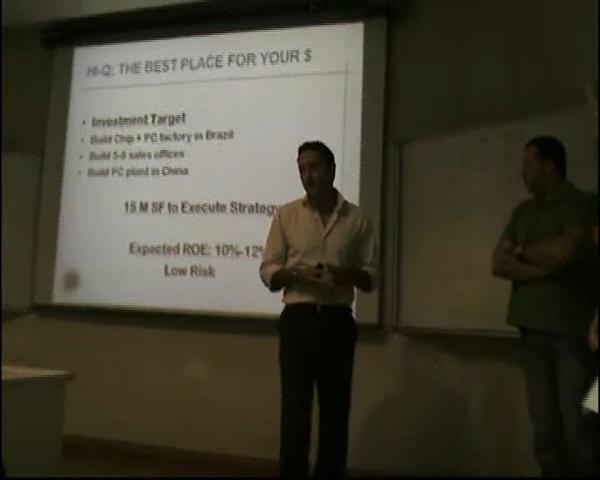 HI-Q: THE BEST PLACE FOR YOUR $
• Investment Target
• Build Chip + PC factory in Brazil
• Build 5-8 sales offices
• Build PC plant in China
15 M SF to Execute Strategy
Expected ROE: 10%-12%
Low Risk